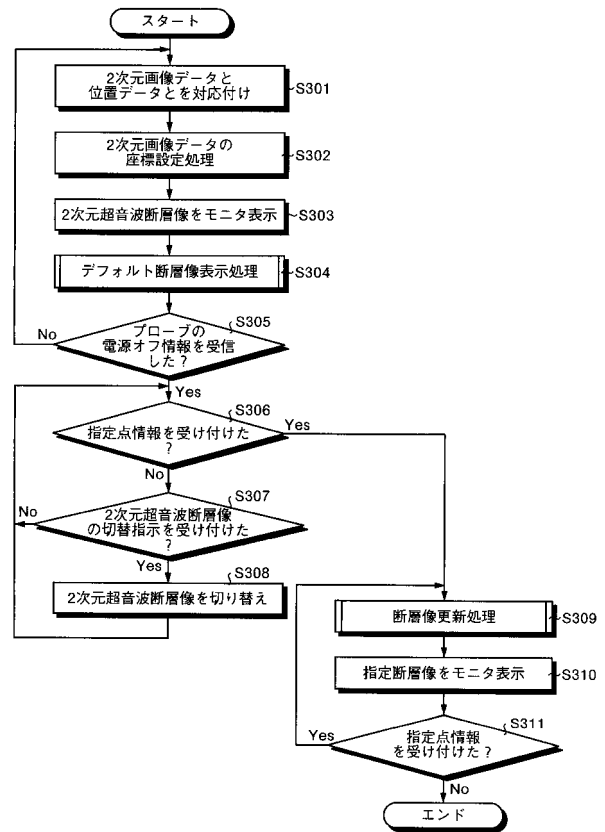 スタート
2次元画像データと
位置データとを対応付け
S301
2次元画像データの
座標設定処理
S302
2次元超音波断層像をモニタ表示
S303
デフォルト断層像表示処理
S304
S305
No
プローブの
電源オフ情報を受信
した?
Yes
S306
指定点情報を受け付けた
?
Yes
No
S307
No
2次元超音波断層像
の切替指示を受け付けた
?
Yes
S308
2次元超音波断層像を切り替え
断層像更新処理
S309
指定断層像をモニタ表示
S310
S311
Yes
指定点情報
を受け付けた?
No
エンド